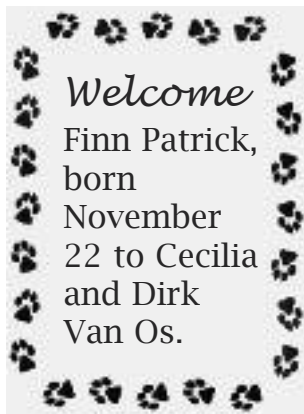 Welcome
Finn Patrick,
born
November
22 to Cecilia
and Dirk
Van Os.